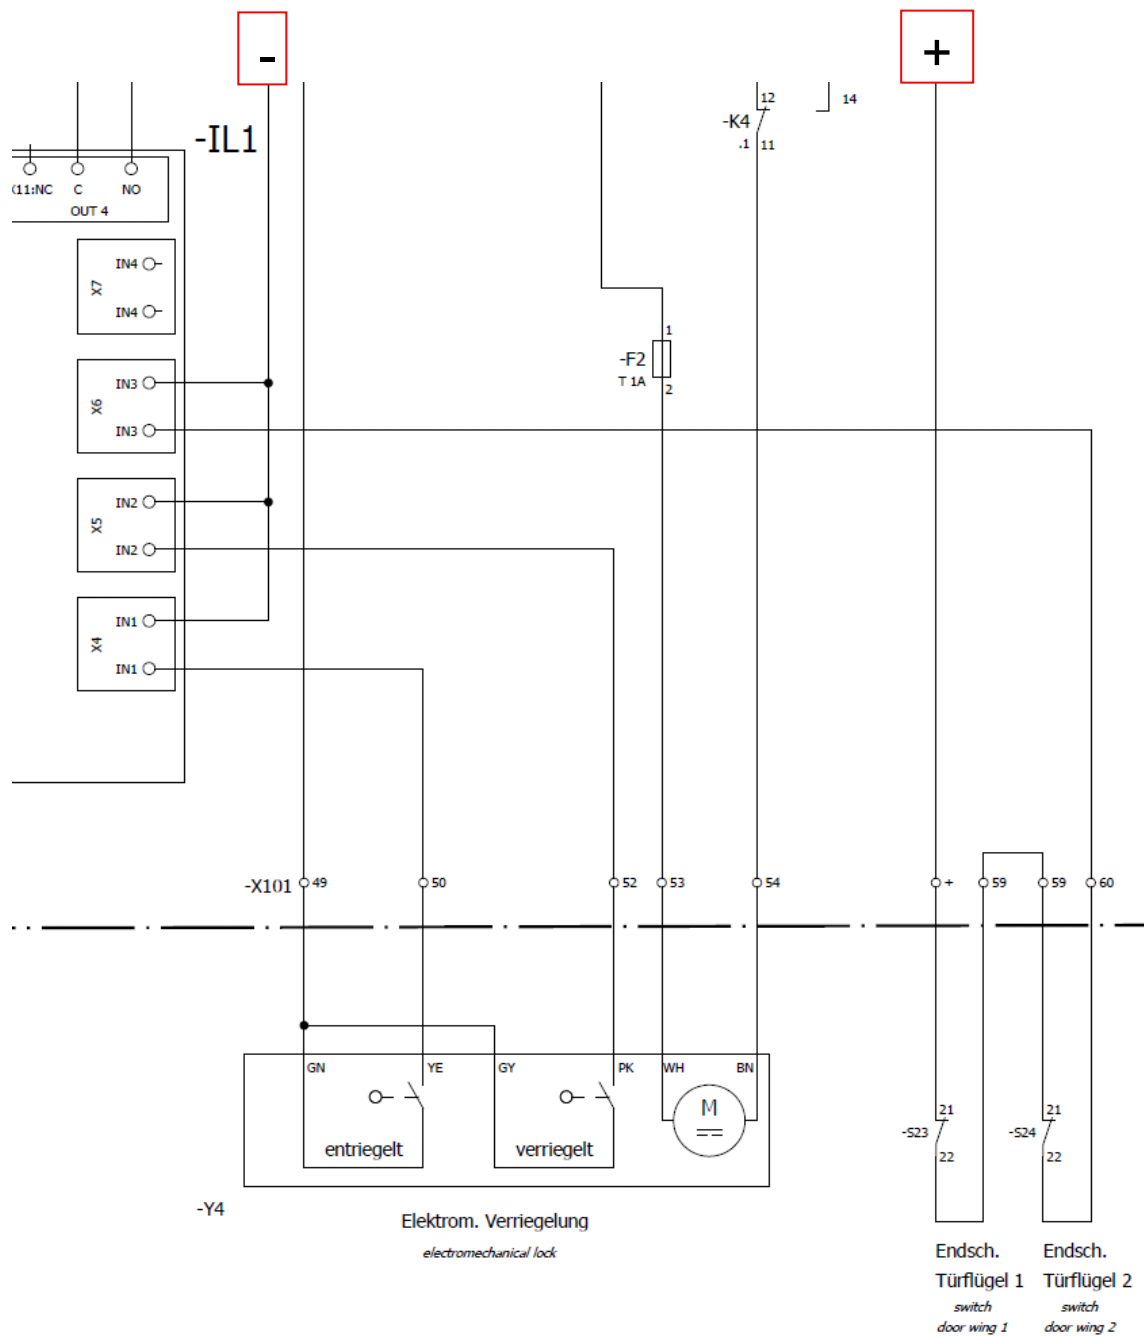 -
+
12
14
-K4
.1 11
-IL1
X11:NC C NO
OUT 4
IN4
X7
IN4
1
-F2
T 1A
2
IN3
X6
IN3
IN2
X5
IN2
IN1
X4
IN1
-X101 49 50 52 53 54 + 59 59 60
GN YE GY PK WH BN
M
entriegelt verriegelt
21 21
-S23 -S24
22 22
-Y4
Elektrom. Verriegelung
electromechanical lock
Endsch. Endsch.
Türflügel 1 Türflügel 2
switch switch
door wing 1 door wing 2